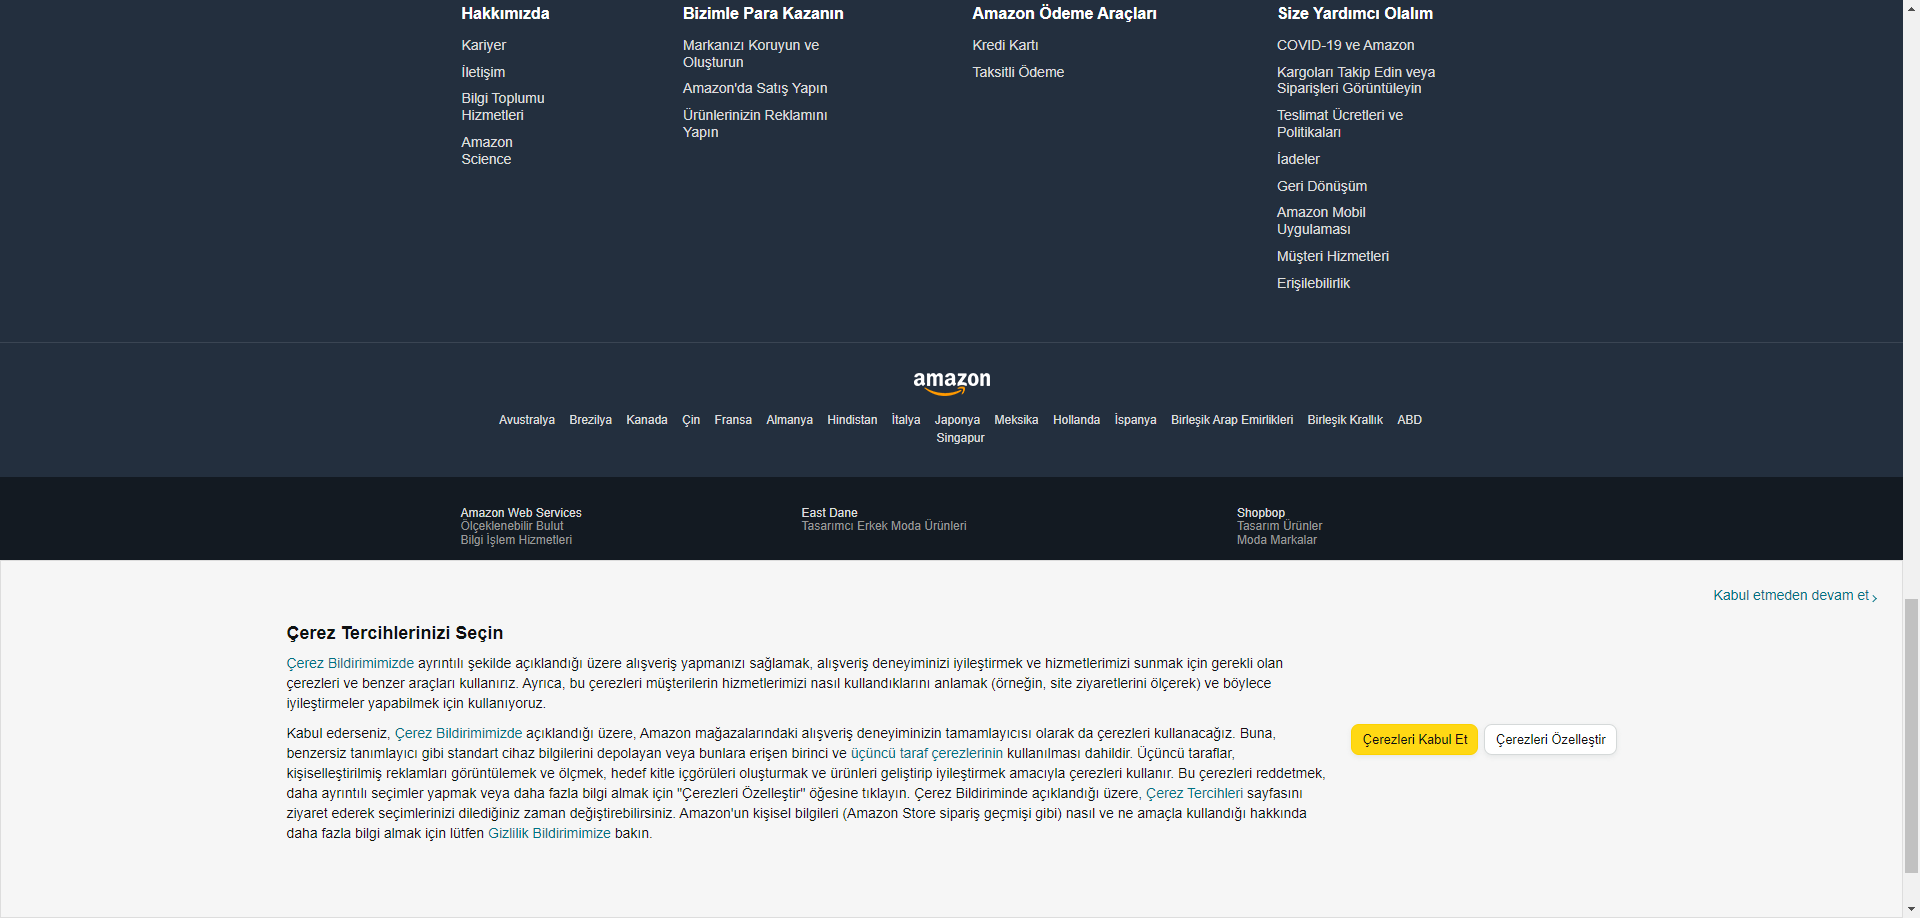 Hakkımızda
Kariyer
İletişim
Bilgi Toplumu
Hizmetleri
Amazon
Science
Bizimle Para Kazanın
Markanızı Koruyun ve
Oluşturun
Amazon'da Satış Yapın
Ürünlerinizin Reklamını
Yapın
Amazon Ödeme Araçları
Kredi Kartı
Taksitli Ödeme
Size Yardımcı Olalım
COVID-19 ve Amazon
Kargoları Takip Edin veya
Siparişleri Görüntüleyin
Teslimat Ücretleri ve
Politikaları
İadeler
Geri Dönüşüm
Amazon Mobil
Uygulaması
Müşteri Hizmetleri
Erişilebilirlik
amazon
Avustralya Brezilya Kanada Çin Fransa Almanya Hindistan İtalya Japonya Meksika Hollanda İspanya Birleşik Arap Emirlikleri Birleşik Krallık ABD
Singapur
Amazon Web Services
Ölçeklenebilir Bulut
Bilgi İşlem Hizmetleri
East Dane
Tasarımcı Erkek Moda Ürünleri
Shopbop
Tasarım Ürünler
Moda Markalar
Kabul etmeden devam et
Çerez Tercihlerinizi Seçin
Çerez Bildirimimizde ayrıntılı şekilde açıklandığı üzere alışveriş yapmanızı sağlamak, alışveriş deneyiminizi iyileştirmek ve hizmetlerimizi sunmak için gerekli olan
çerezleri ve benzer araçları kullanırız. Ayrıca, bu çerezleri müşterilerin hizmetlerimizi nasıl kullandıklarını anlamak (örneğin, site ziyaretlerini ölçerek) ve böylece
iyileştirmeler yapabilmek için kullanıyoruz.
Kabul ederseniz, Çerez Bildirimimizde açıklandığı üzere, Amazon mağazalarındaki alışveriş deneyiminizin tamamlayıcısı olarak da çerezleri kullanacağız. Buna,
benzersiz tanımlayıcı gibi standart cihaz bilgilerini depolayan veya bunlara erişen birinci ve üçüncü taraf çerezlerinin kullanılması dahildir. Üçüncü taraflar,
kişiselleştirilmiş reklamları görüntülemek ve ölçmek, hedef kitle içgörüleri oluşturmak ve ürünleri geliştirip iyileştirmek amacıyla çerezleri kullanır. Bu çerezleri reddetmek,
daha ayrıntılı seçimler yapmak veya daha fazla bilgi almak için "Çerezleri Özelleştir" öğesine tıklayın. Çerez Bildiriminde açıklandığı üzere, Çerez Tercihleri sayfasını
ziyaret ederek seçimlerinizi dilediğiniz zaman değiştirebilirsiniz. Amazon'un kişisel bilgileri (Amazon Store sipariş geçmişi gibi) nasıl ve ne amaçla kullandığı hakkında
daha fazla bilgi almak için lütfen Gizlilik Bildirimimize bakın.
Çerezleri Kabul Et
Çerezleri Özelleştir